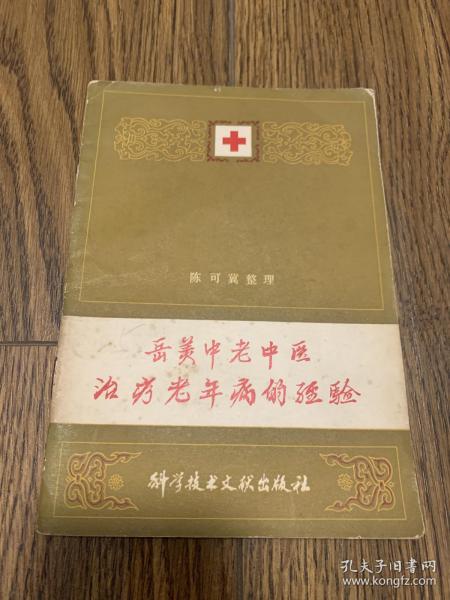 陈可冀整理
岳美中老中医
治疗老年病的经验
科学技术文献出版社
孔夫子旧书网
www.kongfz.com